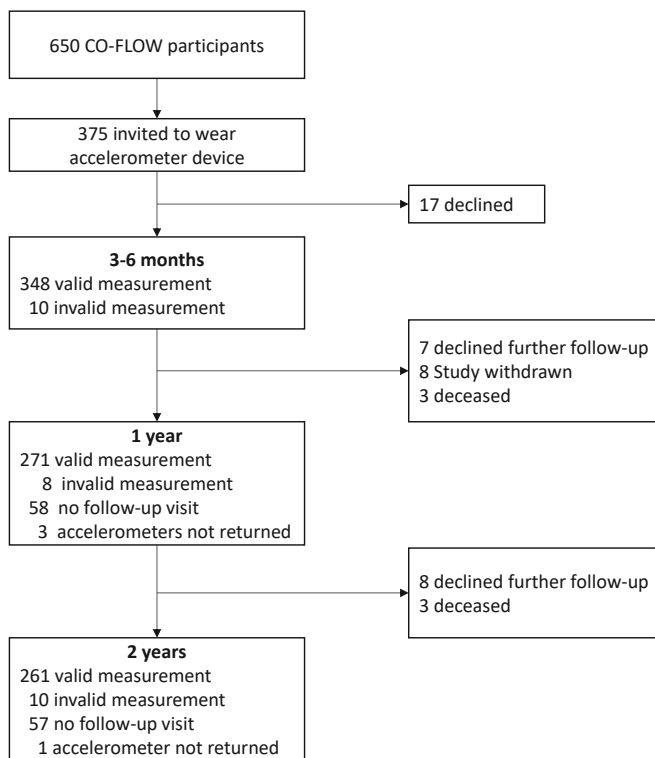 650 CO-FLOW participants
375 invited to wear
accelerometer device
17 declined
3-6 months
348 valid measurement
10 invalid measurement
7 declined further follow-up
8 Study withdrawn
3 deceased
1 year
271 valid measurement
8 invalid measurement
58 no follow-up visit
3 accelerometers not returned
8 declined further follow-up
3 deceased
2 years
261 valid measurement
10 invalid measurement
57 no follow-up visit
1 accelerometer not returned